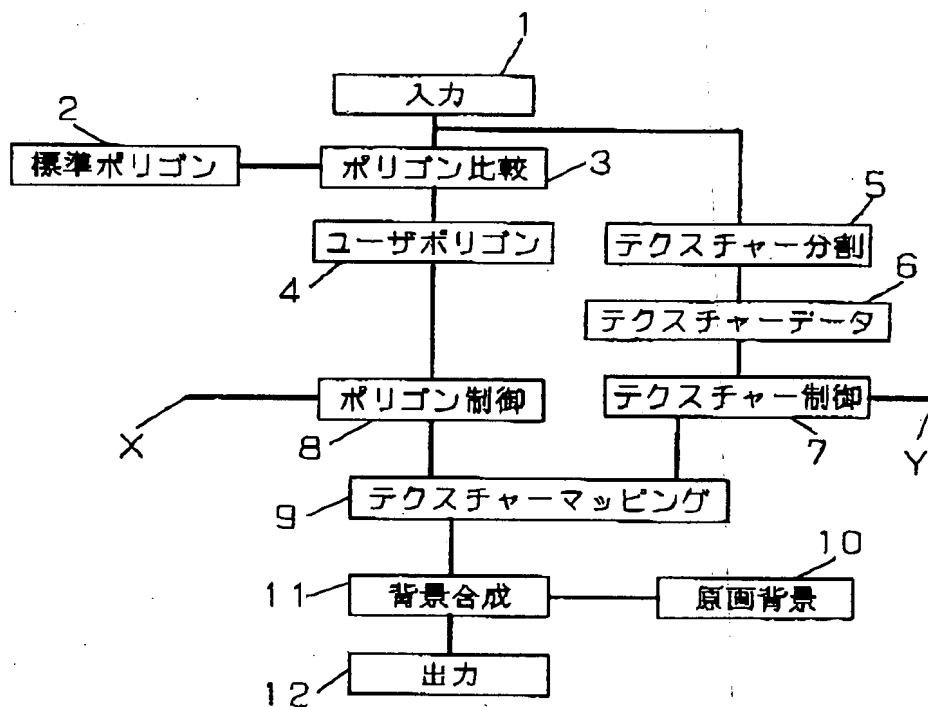 1
入力
2
標準ポリゴン
ポリゴン比較
3
5
ユーザポリゴン
テクスチャー分割
4
6
テクスチャーデータ
ポリゴン制御
テクスチャー制御
X
8
7
Y
テクスチャーマッピング
9
10
11
背景合成
原画背景
出力
12